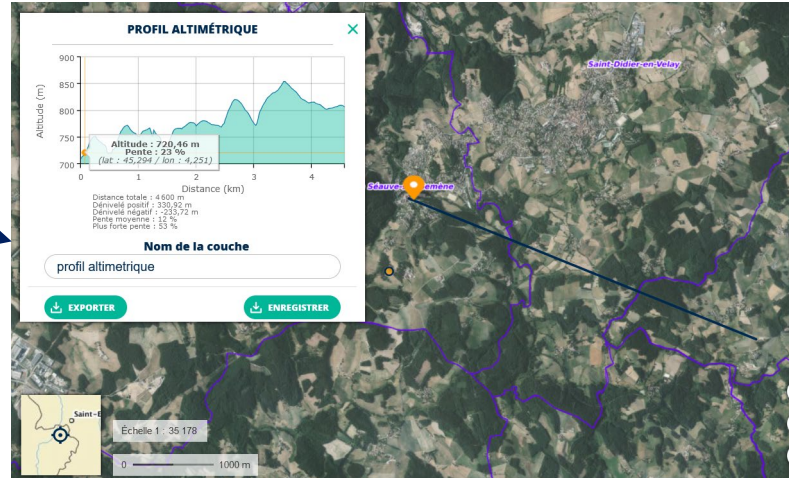 PROFIL ALTIMÉTRIQUE
×
Altitude (m)
900
850
800
750
700
Altitude : 720,46 m
Pente : 23 %
(lat : 45,294 / lon : 4,251)
0 1 2 3 4
Distance (km)
Distance totale : 4 600 m
Dénivelé positif : 330,92 m
Dénivelé négatif : -233,72 m
Pente moyenne : 12 %
Plus forte pente : 53 %
Nom de la couche
profil altimetrique
EXPORTER
ENREGISTRER
Saint-Didier-en-Velay
Saint-E
Échelle 1 : 35 178
0 1000 m